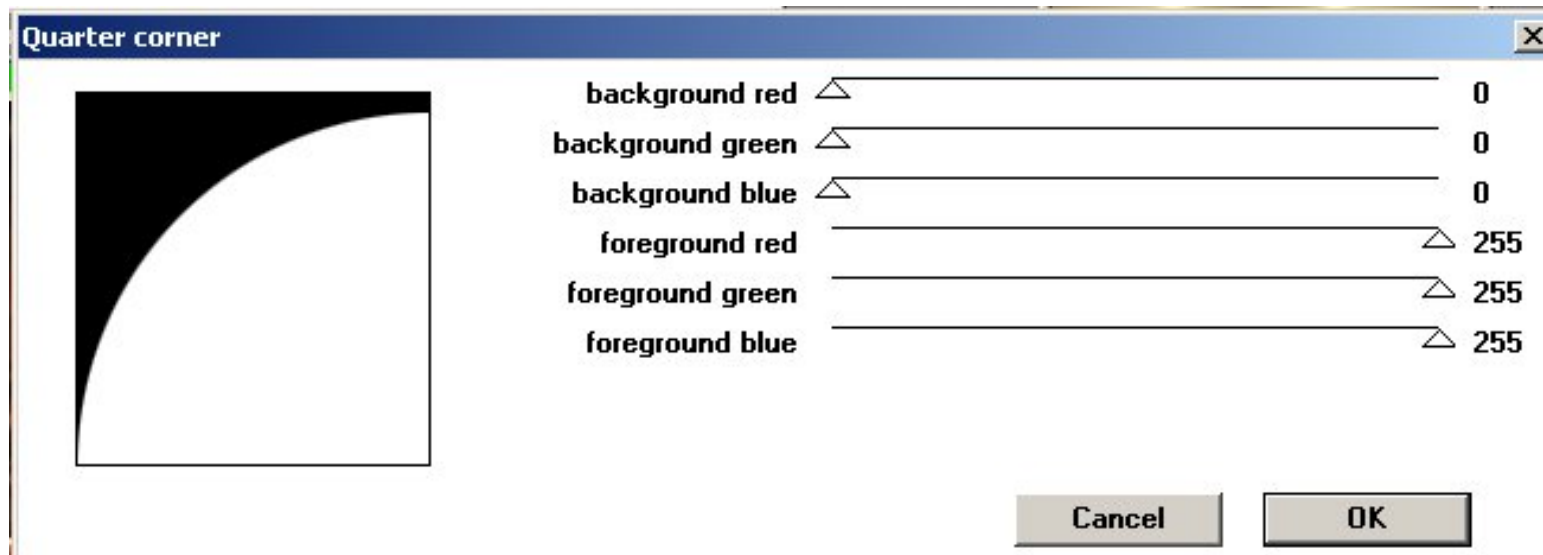 Quarter corner
background red 0
background green 0
background blue 0
foreground red 255
foreground green 255
foreground blue 255
Cancel OK